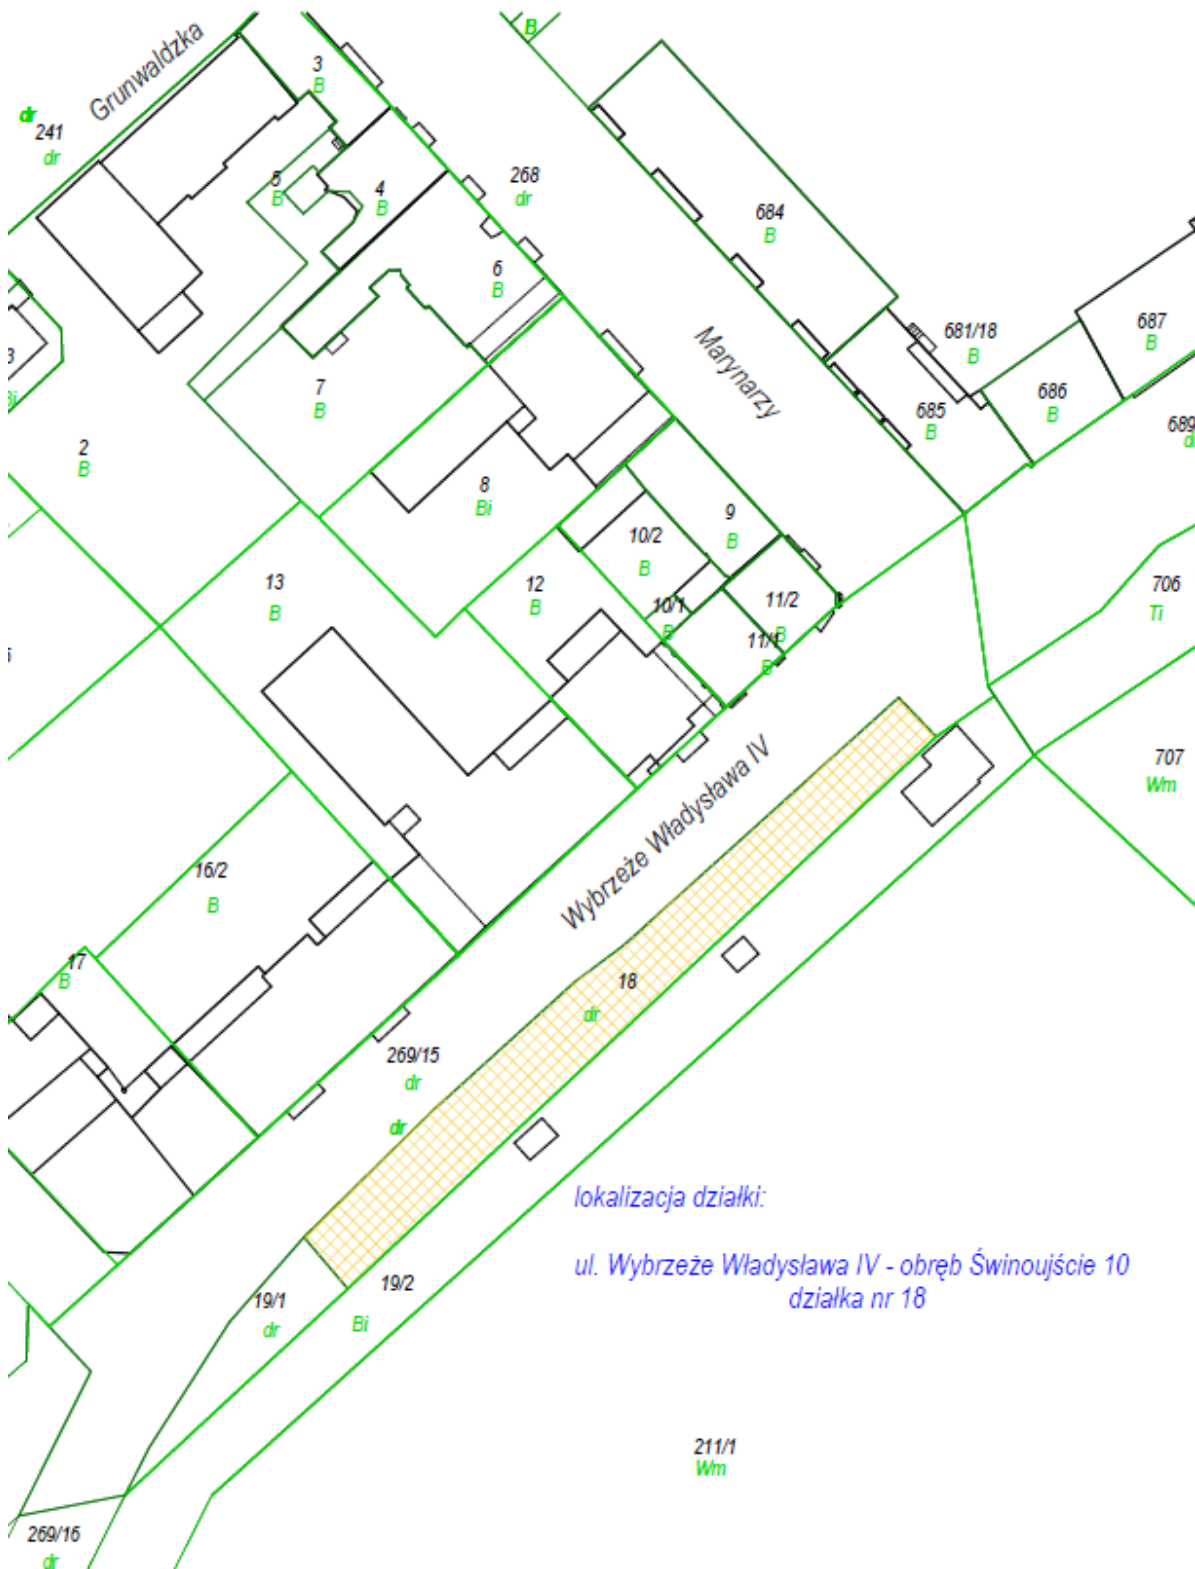 B
Grunwaldzka
3
B
dr
241
dr
5
B
4
B
268
dr
684
B
6
B
681/18
B
687
B
Marynarzy
7
B
686
B
685
B
689
2
B
8
Bi
9
B
10/2
B
13
B
12
B
706
Ti
10/1
B
11/2
B
11/1
B
707
Wm
Wybrzeże Władysława IV
16/2
B
17
B
18
dr
269/15
dr
dr
lokalizacja działki:
ul. Wybrzeże Władysława IV - obręb Świnoujście 10
działka nr 18
19/2
Bi
19/1
dr
211/1
Wm
269/16
dr